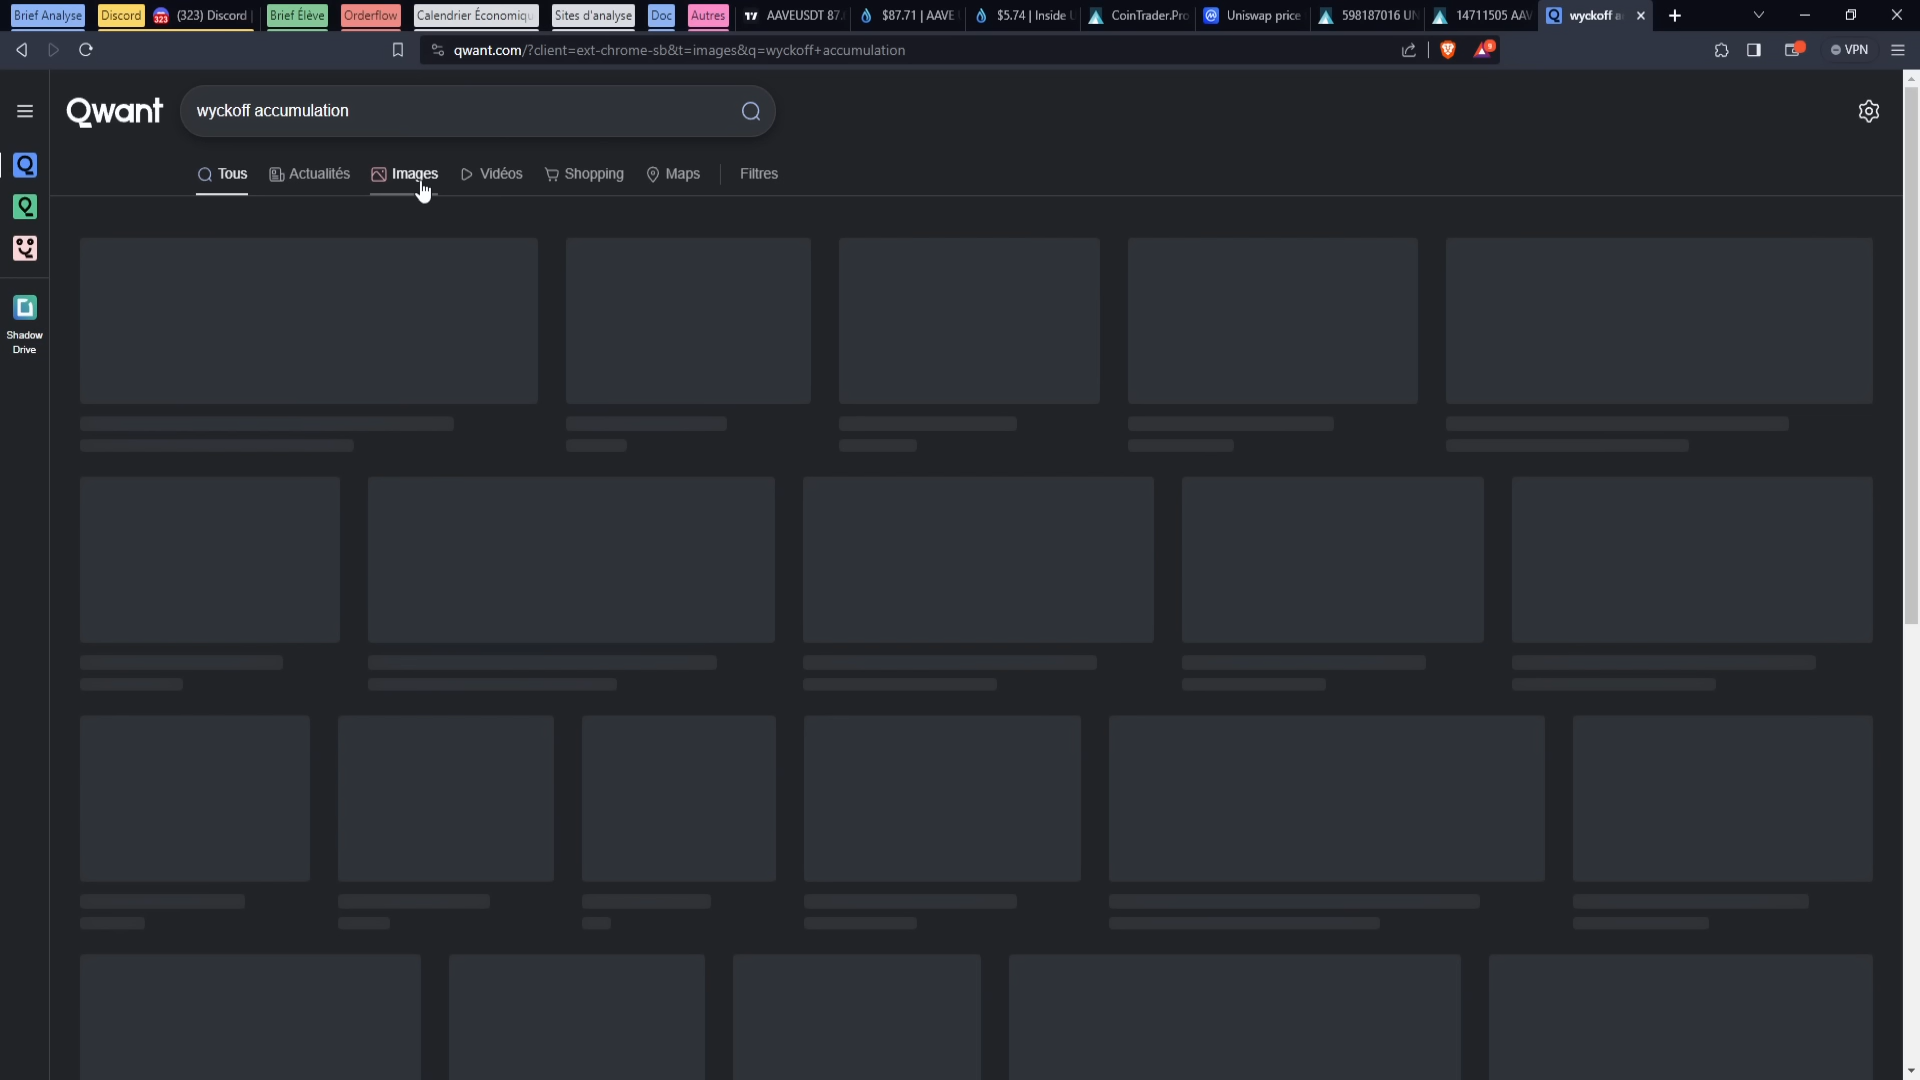 Brief Analyse
Discord
(323) Discord
Brief Élève
Orderflow
Calendrier Économiqu
Sites d'analyse
Doc
Autres
AAVEUSDT 87.
$87.71 | AAVE
$5.74 | Inside
CoinTrader.Pro
Uniswap price
598187016 UN
14711505 AAV
wyckoff a
qwant.com/?client=ext-chrome-sb&t=images&q=wyckoff+accumulation
9
VPN
Qwant
wyckoff accumulation
Tous
Actualités
Images
Vidéos
Shopping
Maps
Filtres
Shadow
Drive